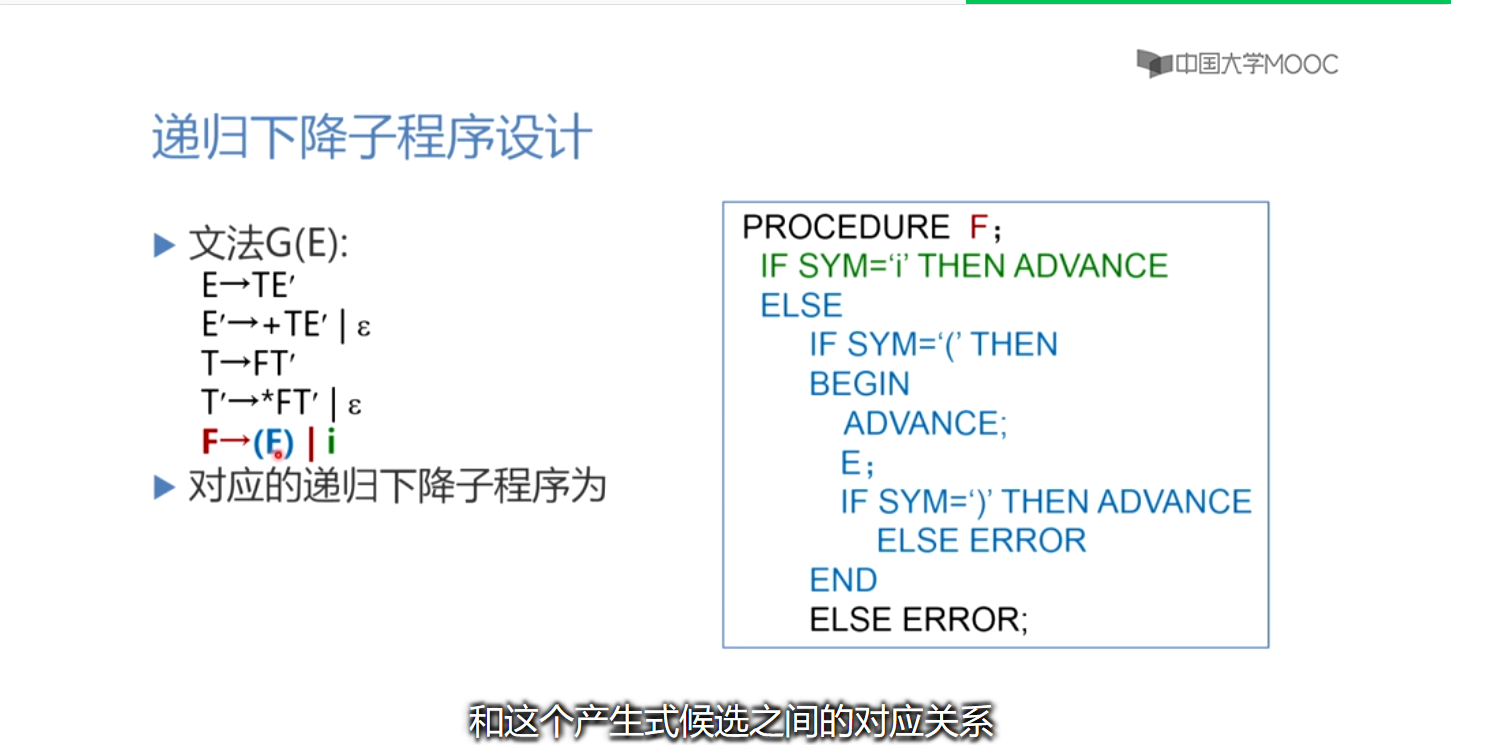 中国大学MOOC
递归下降子程序设计
▶ 文法G(E):
E→TE′
E′→+TE′ | ε
T→FT′
T′→*FT′ | ε
F→(E) | i
▶ 对应的递归下降子程序为
PROCEDURE F；
IF SYM=‘i’ THEN ADVANCE
ELSE
IF SYM=‘(’ THEN
BEGIN
ADVANCE;
E；
IF SYM=‘)’ THEN ADVANCE
ELSE ERROR
END
ELSE ERROR;
和这个产生式候选之间的对应关系